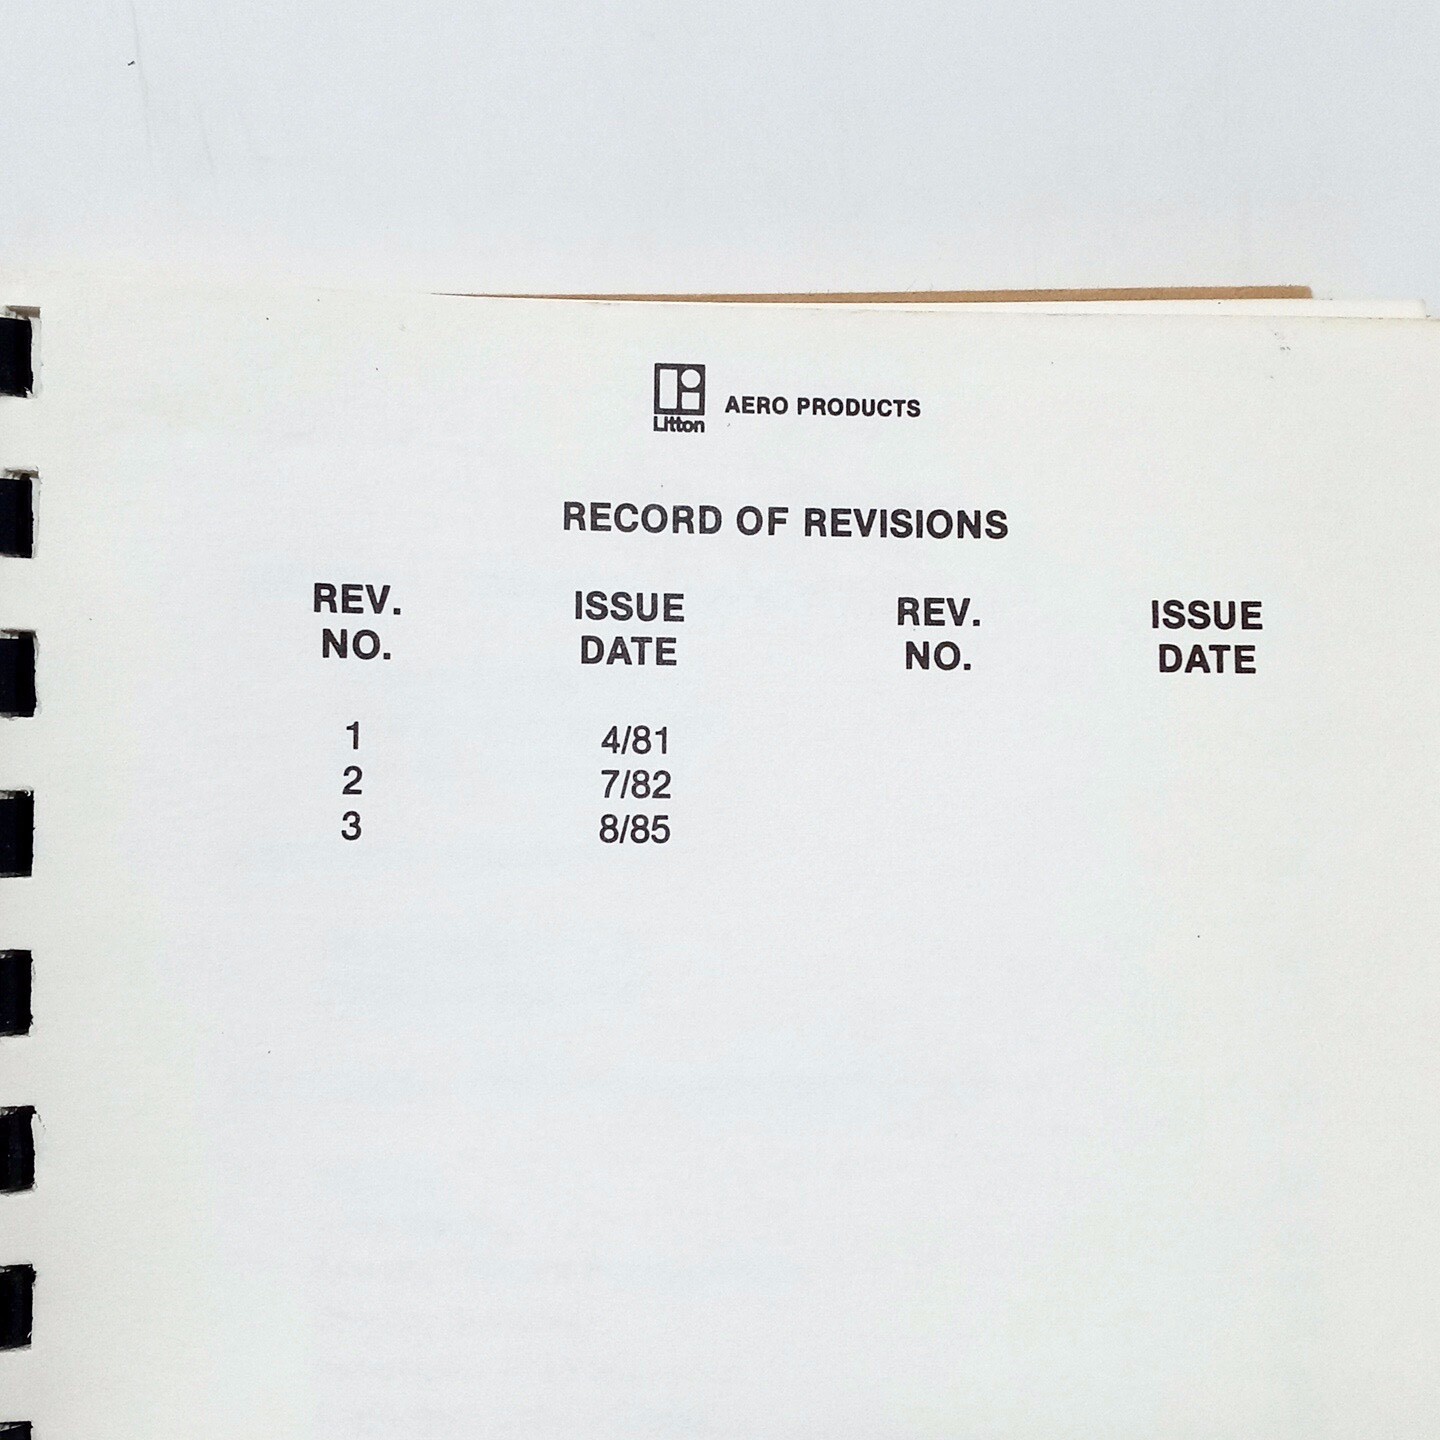 Litton AERO PRODUCTS
RECORD OF REVISIONS
REV. ISSUE REV. ISSUE
NO. DATE NO. DATE
1 4/81
2 7/82
3 8/85